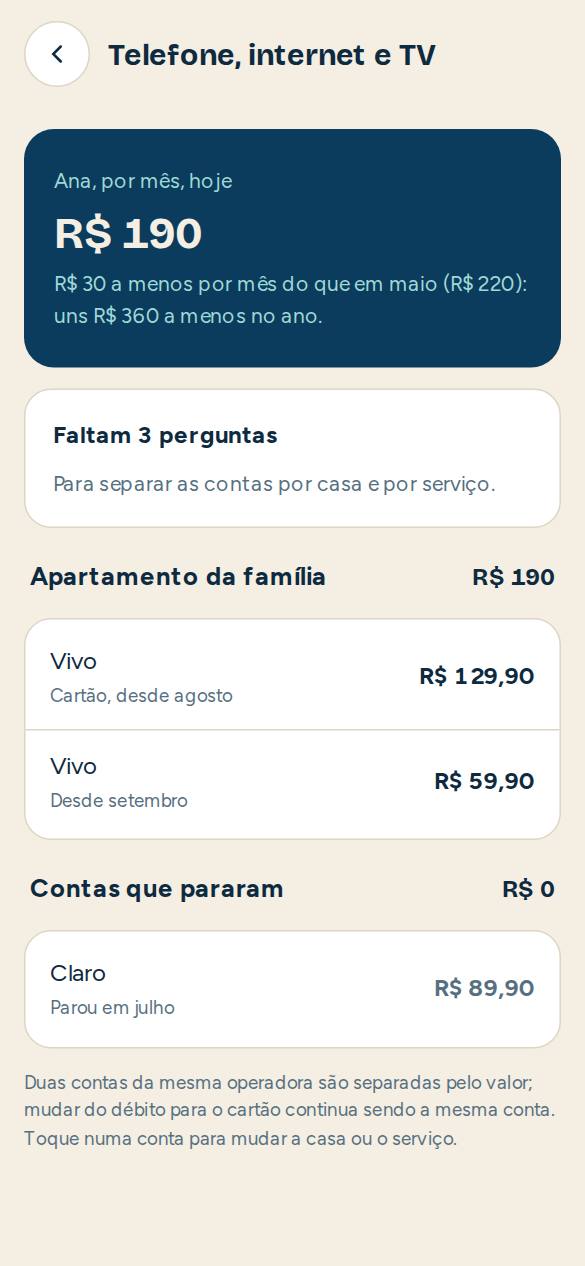 Telefone, internet e TV
Ana, por mês, hoje
R$ 190
R$ 30 a menos por mês do que em maio (R$ 220):
uns R$ 360 a menos no ano.
Faltam 3 perguntas
Para separar as contas por casa e por serviço.
Apartamento da família R$ 190
Vivo
Cartão, desde agosto
R$ 129,90
Vivo
Desde setembro
R$ 59,90
Contas que pararam R$ 0
Claro
Parou em julho
R$ 89,90
Duas contas da mesma operadora são separadas pelo valor;
mudar do débito para o cartão continua sendo a mesma conta.
Toque numa conta para mudar a casa ou o serviço.